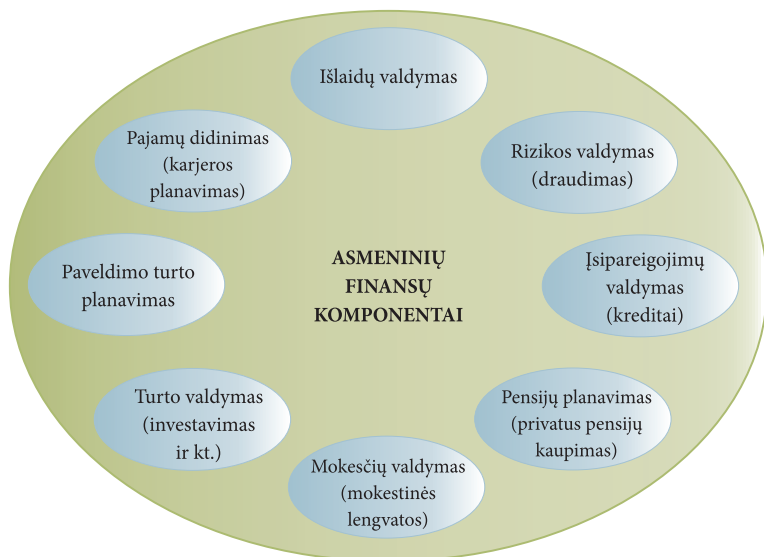 Išlaidų valdymas
Pajamų didinimas
(karjeros
planavimas)
Rizikos valdymas
(draudimas)
Paveldimo turto
planavimas
ASMENINIŲ
FINANSŲ
KOMPONENTAI
Įsipareigojimų
valdymas
(kreditai)
Turto valdymas
(investavimas
ir kt.)
Pensijų planavimas
(privatus pensijų
kaupimas)
Mokesčių valdymas
(mokestinės
lengvatos)